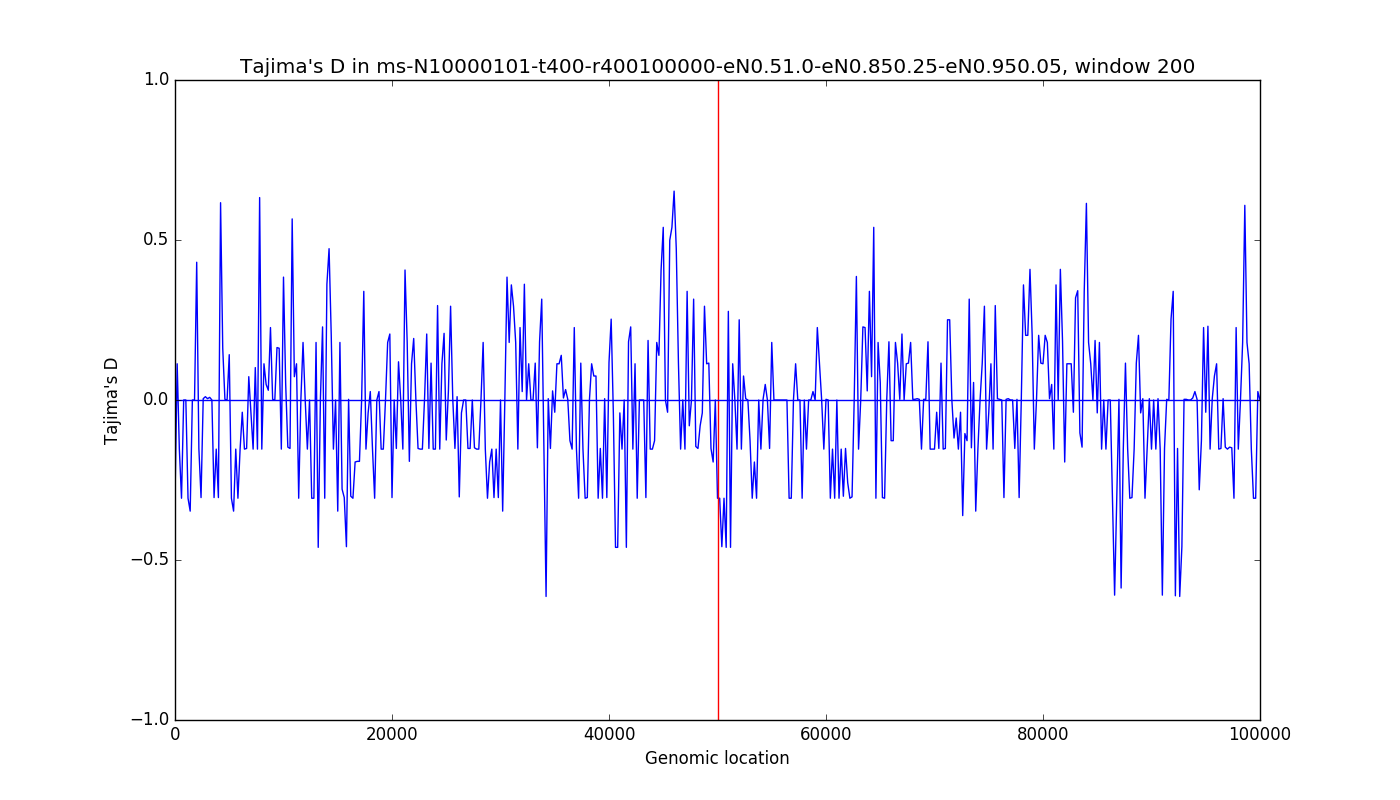 Tajima's D in ms-N10000101-t400-r400100000-eN0.51.0-eN0.850.25-eN0.950.05, window 200
1.0
0.5
0.0
−0.5
−1.0
Tajima's D
0 20000 40000 60000 80000 100000
Genomic location